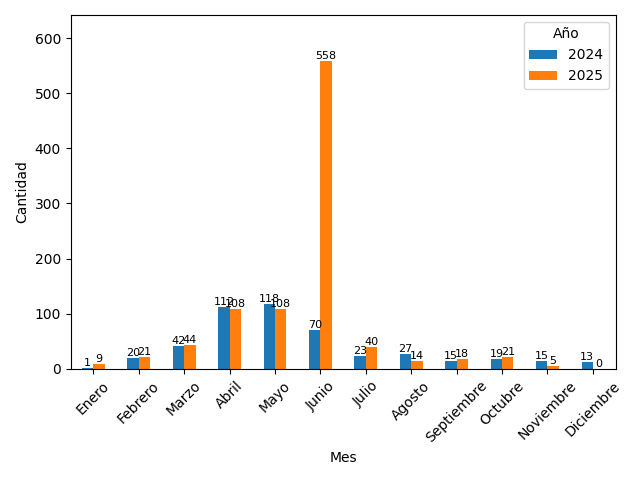 Año
2024
2025
600
500
400
300
200
100
0
Cantidad
1 9 20 21 42 44 112 108 118 108 70 558 23 40 27 14 15 18 19 21 15 5 13 0
Enero Febrero Marzo Abril Mayo Junio Julio Agosto Septiembre Octubre Noviembre Diciembre
Mes